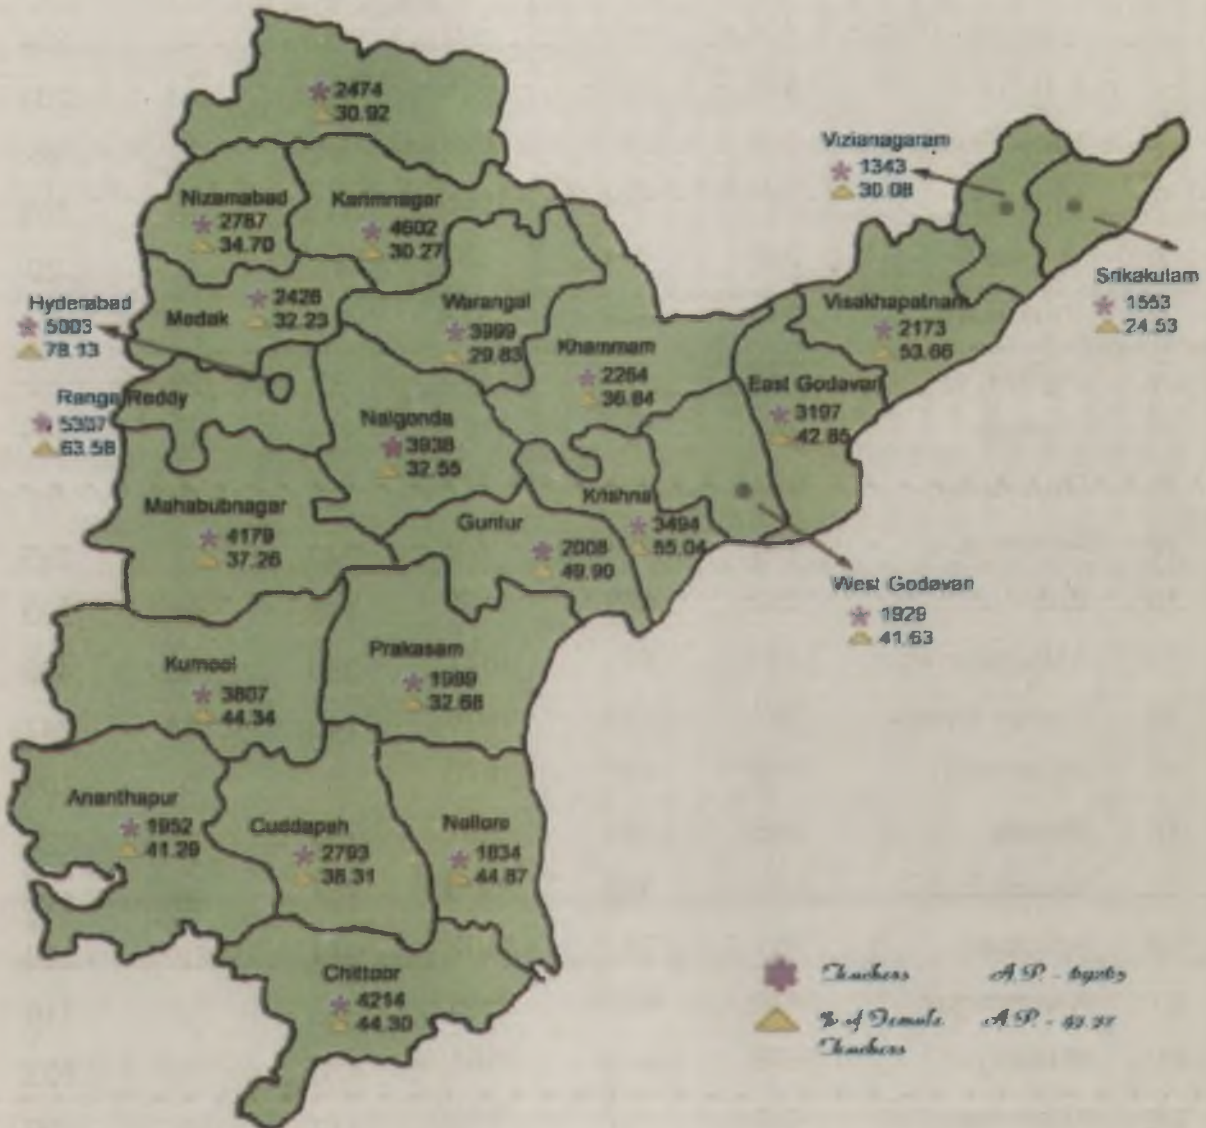 2474
30.92
Vizianagaram
1343
30.08
Nizamabad
2787
34.70
Karimnagar
4602
30.27
Srikakulam
1553
24.53
Hyderabad
5003
78.13
Medak
2426
32.23
Warangal
3999
29.83
Visakhapatnam
2173
53.66
Khammam
2264
36.84
East Godavari
3197
42.85
Ranga Reddy
63.58
Nalgonda
3938
32.55
Mahabubnagar
4179
37.26
Guntur
2008
49.90
Krishna
3494
55.04
West Godavari
1929
41.63
Kurnool
3807
44.34
Prakasam
1999
32.68
Ananthapur
1952
41.29
Cuddapah
2793
38.31
Nellore
1834
44.87
Chittoor
4214
44.30
Teachers A.P. -
% of Female A.P. -
Teachers